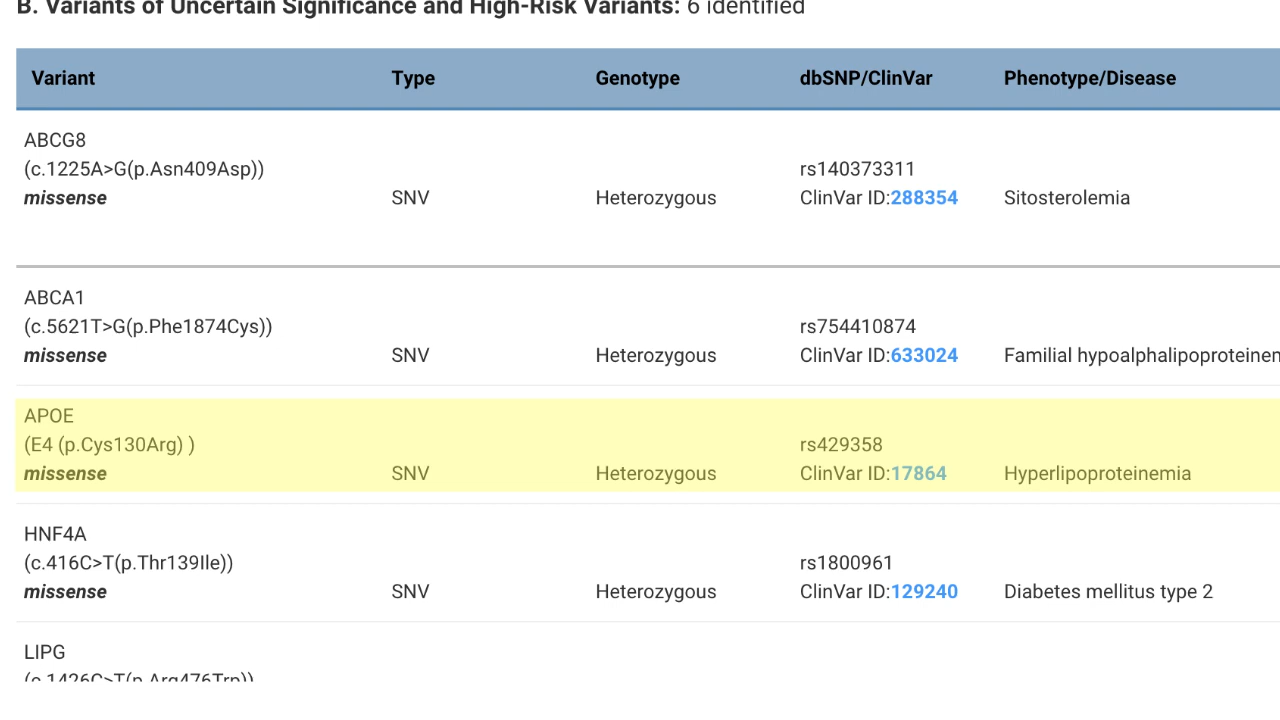 B. Variants of Uncertain Significance and High-Risk Variants: 6 identified
Variant Type Genotype dbSNP/ClinVar Phenotype/Disease
ABCG8
(c.1225A>G(p.Asn409Asp)) rs140373311
missense SNV Heterozygous ClinVar ID:288354 Sitosterolemia
ABCA1
(c.5621T>G(p.Phe1874Cys)) rs754410874
missense SNV Heterozygous ClinVar ID:633024 Familial hypoalphalipoproteinem
APOE
(E4 (p.Cys130Arg) ) rs429358
missense SNV Heterozygous ClinVar ID:17864 Hyperlipoproteinemia
HNF4A
(c.416C>T(p.Thr139Ile)) rs1800961
missense SNV Heterozygous ClinVar ID:129240 Diabetes mellitus type 2
LIPG
(c.1426C>T(p.Arg476Trp))